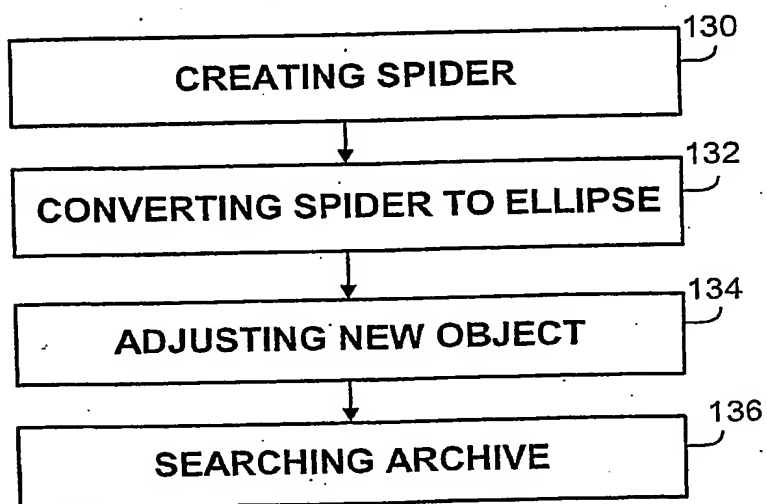 130
CREATING SPIDER
132
CONVERTING SPIDER TO ELLIPSE
134
ADJUSTING NEW OBJECT
136
SEARCHING ARCHIVE